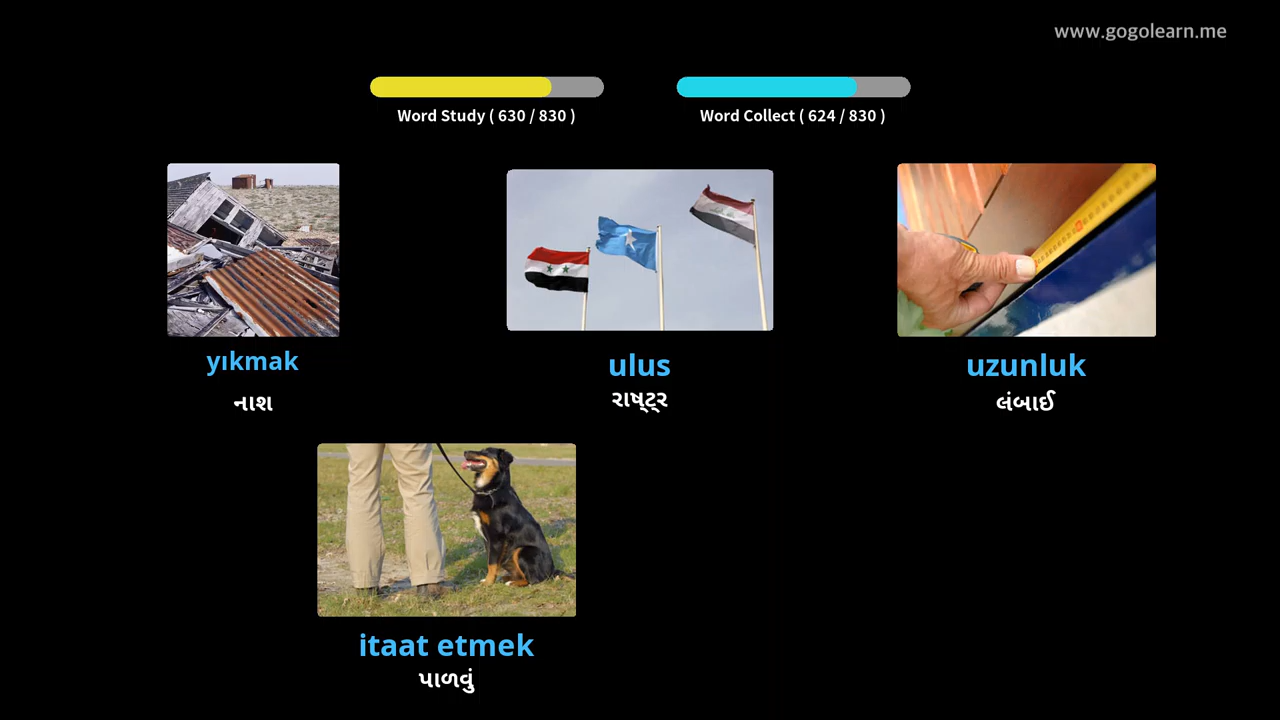 www.gogolearn.me
Word Study ( 630 / 830 )
Word Collect ( 624 / 830 )
yıkmak
ulus
uzunluk
નાશ
રાષ્ટ્ર
લંબાઈ
itaat etmek
પાળવું